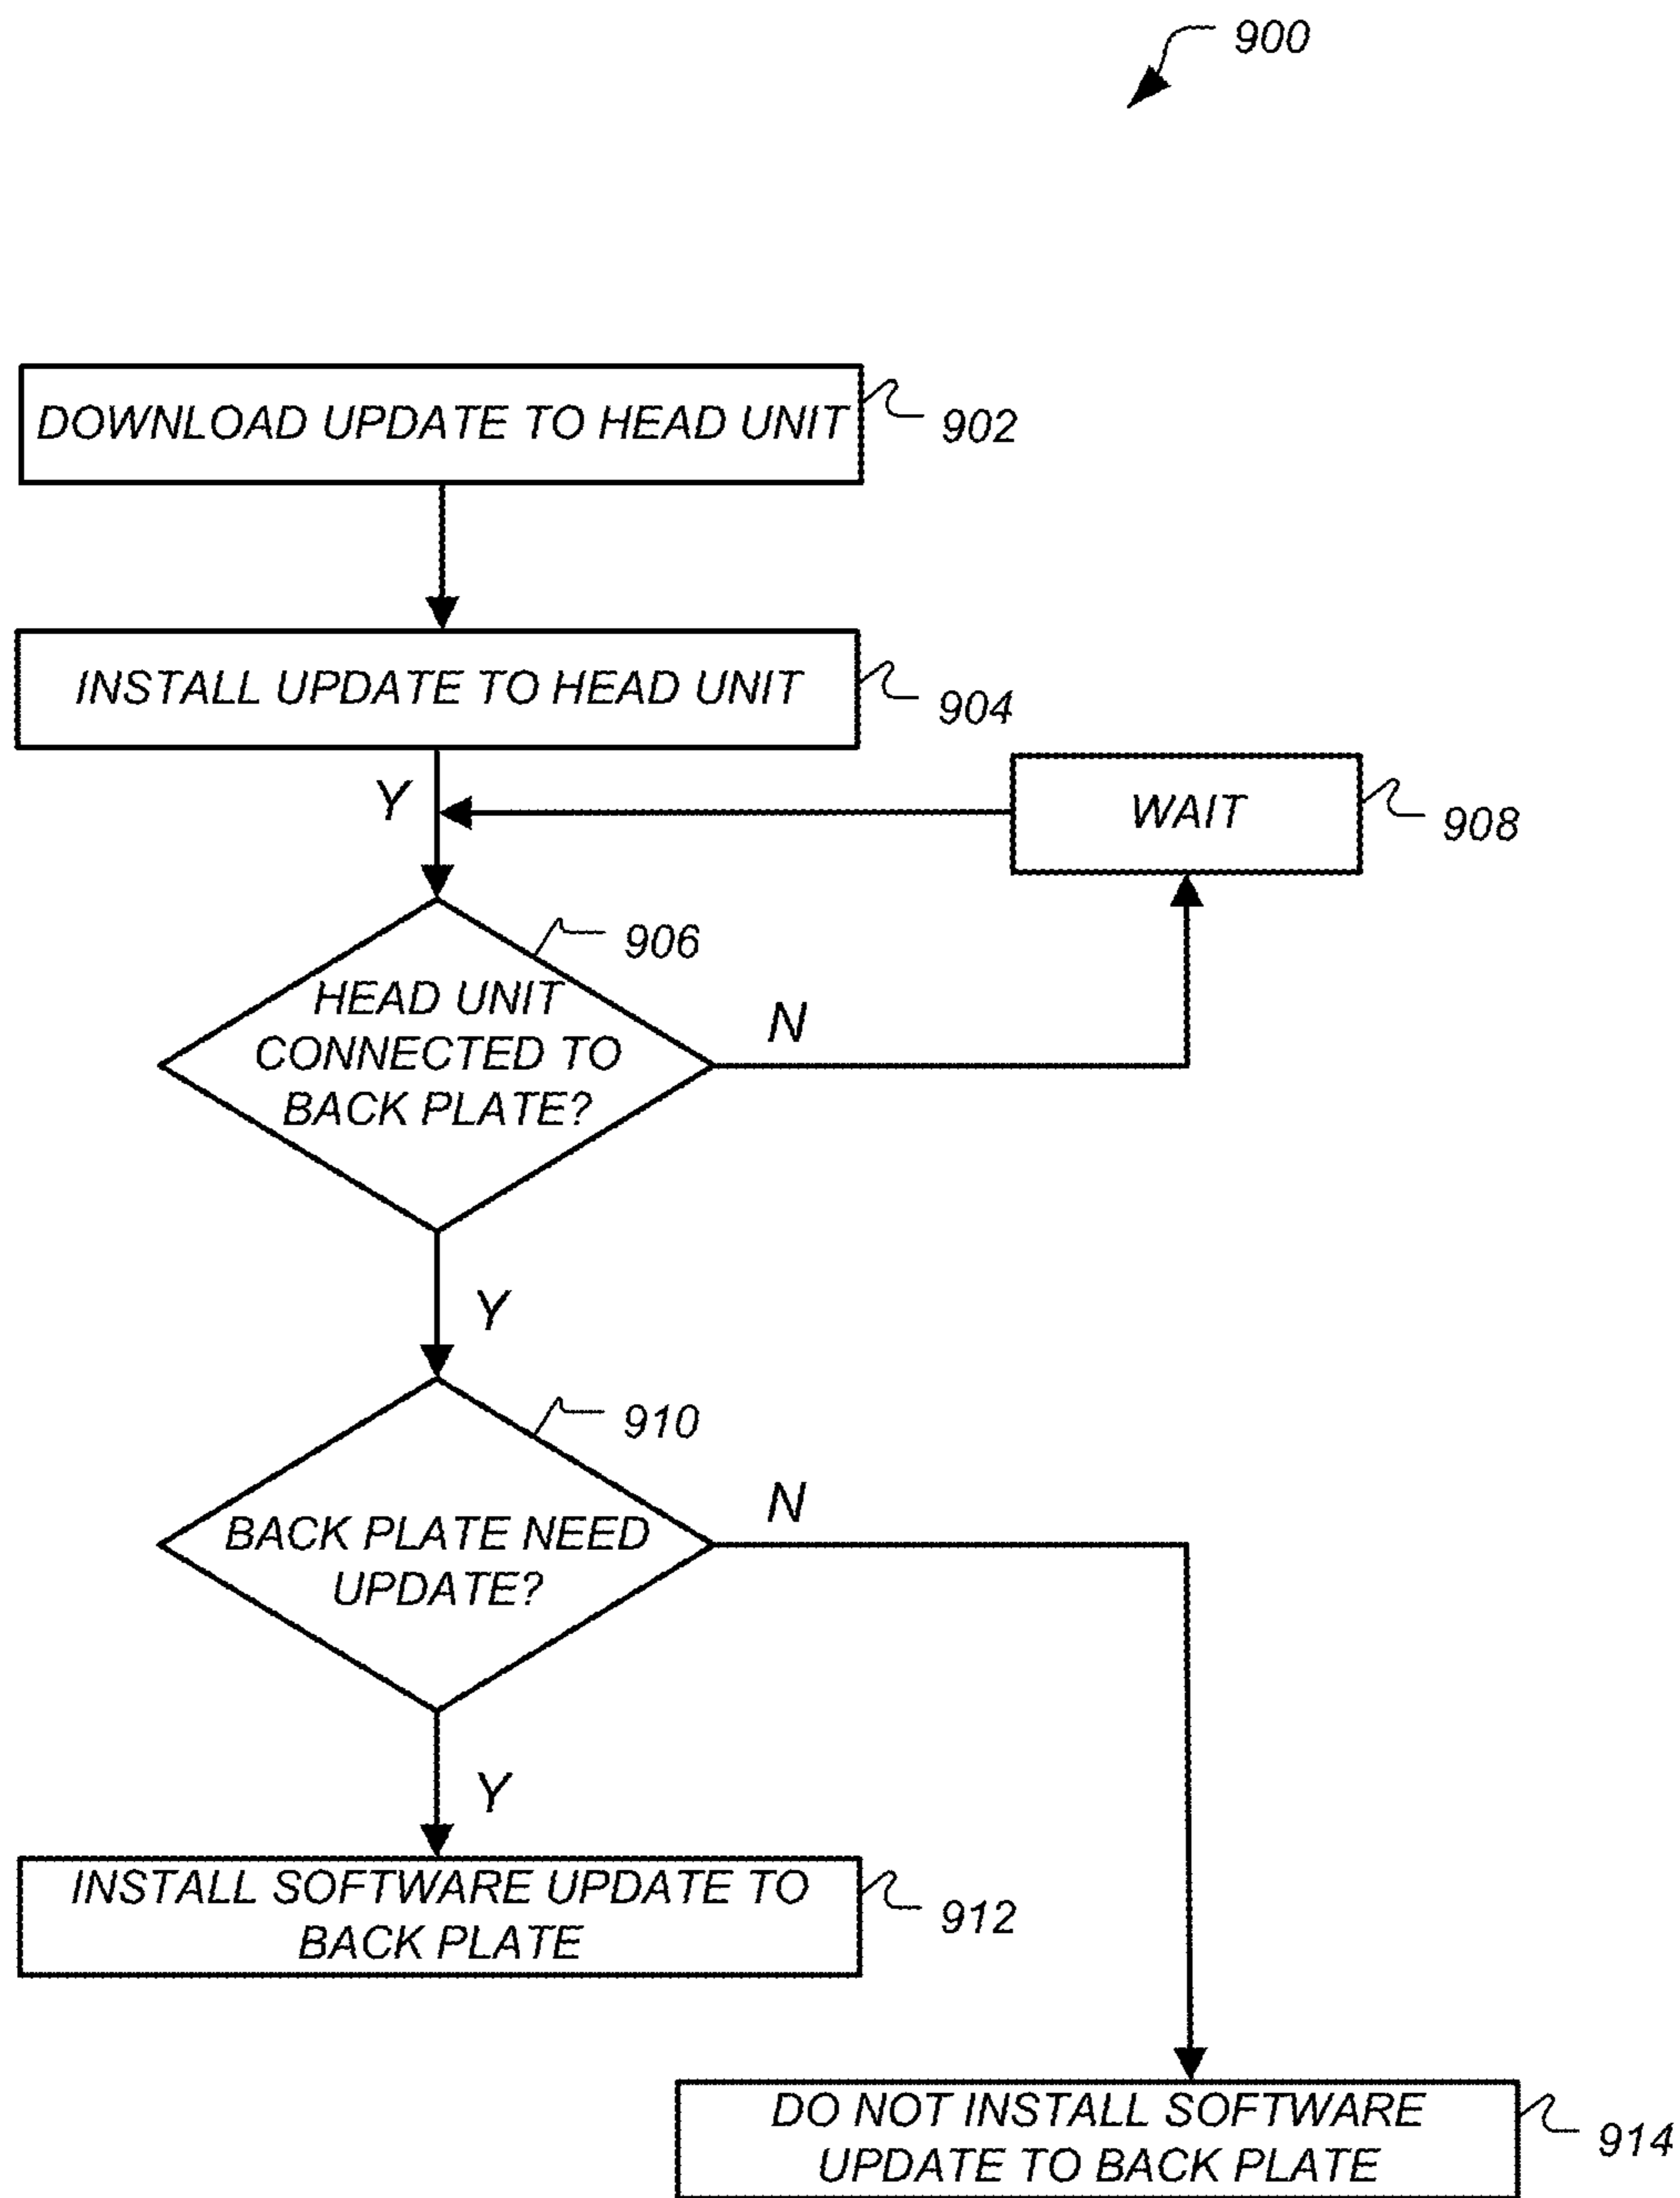 900
DOWNLOAD UPDATE TO HEAD UNIT
902
INSTALL UPDATE TO HEAD UNIT
904
Y
WAIT
908
906
HEAD UNIT
CONNECTED TO
BACK PLATE?
N
Y
910
BACK PLATE NEED
UPDATE?
N
Y
INSTALL SOFTWARE UPDATE TO
BACK PLATE
912
DO NOT INSTALL SOFTWARE
UPDATE TO BACK PLATE
914